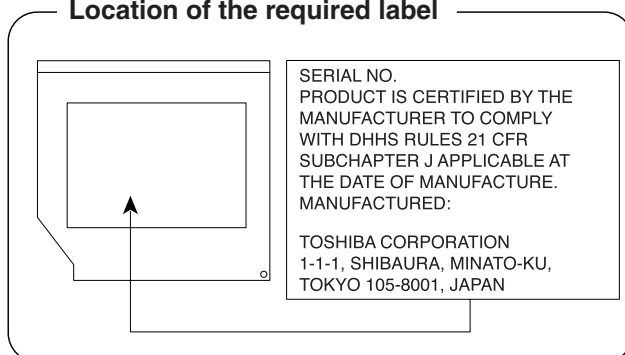 Location of the required label
SERIAL NO.
PRODUCT IS CERTIFIED BY THE
MANUFACTURER TO COMPLY
WITH DHHS RULES 21 CFR
SUBCHAPTER J APPLICABLE AT
THE DATE OF MANUFACTURE.
MANUFACTURED:
TOSHIBA CORPORATION
1-1-1, SHIBAURA, MINATO-KU,
TOKYO 105-8001, JAPAN